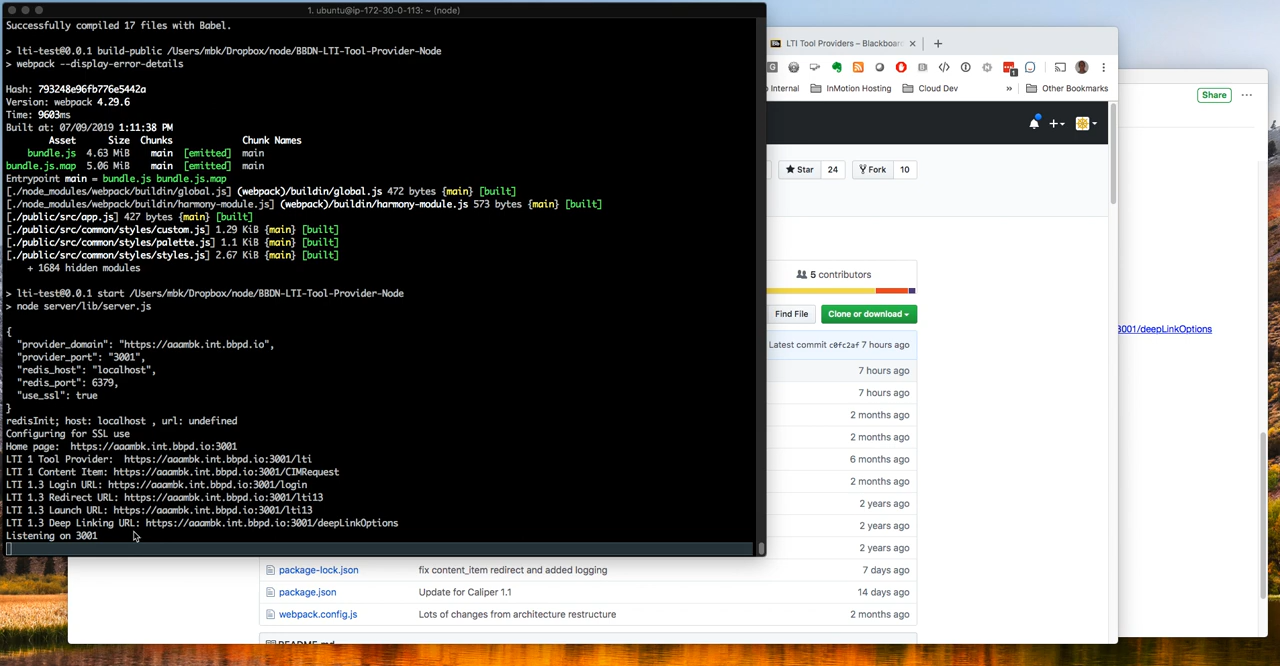 1. ubuntu@ip-172-30-0-113: ~ (node)
Successfully compiled 17 files with Babel.
> lti-test@0.0.1 build-public /Users/mbk/Dropbox/node/BBDN-LTI-Tool-Provider-Node
> webpack --display-error-details
Hash: 793248e96fb776e5442a
Version: webpack 4.29.6
Time: 9603ms
Built at: 07/09/2019 1:11:38 PM
Asset Size Chunks Chunk Names
bundle.js 4.63 MiB main [emitted] main
bundle.js.map 5.06 MiB main [emitted] main
Entrypoint main = bundle.js bundle.js.map
[./node_modules/webpack/buildin/global.js] (webpack)/buildin/global.js 472 bytes {main} [built]
[./node_modules/webpack/buildin/harmony-module.js] (webpack)/buildin/harmony-module.js 573 bytes {main} [built]
[./public/src/app.js] 427 bytes {main} [built]
[./public/src/common/styles/custom.js] 1.29 KiB {main} [built]
[./public/src/common/styles/palette.js] 1.1 KiB {main} [built]
[./public/src/common/styles/styles.js] 2.67 KiB {main} [built]
+ 1684 hidden modules
> lti-test@0.0.1 start /Users/mbk/Dropbox/node/BBDN-LTI-Tool-Provider-Node
> node server/lib/server.js
{
"provider_domain": "https://aaambk.int.bbpd.io",
"provider_port": "3001",
"redis_host": "localhost",
"redis_port": 6379,
"use_ssl": true
}
redisInit; host: localhost , url: undefined
Configuring for SSL use
Home page: https://aaambk.int.bbpd.io:3001
LTI 1 Tool Provider: https://aaambk.int.bbpd.io:3001/lti
LTI 1 Content Item: https://aaambk.int.bbpd.io:3001/CIMRequest
LTI 1.3 Login URL: https://aaambk.int.bbpd.io:3001/login
LTI 1.3 Redirect URL: https://aaambk.int.bbpd.io:3001/lti13
LTI 1.3 Launch URL: https://aaambk.int.bbpd.io:3001/lti13
LTI 1.3 Deep Linking URL: https://aaambk.int.bbpd.io:3001/deepLinkOptions
Listening on 3001
LTI Tool Providers – Blackboar
Internal InMotion Hosting Cloud Dev » Other Bookmarks
Star 24 Fork 10
5 contributors
Find File Clone or download
Latest commit c0fc2af 7 hours ago
7 hours ago
7 hours ago
2 months ago
2 months ago
6 months ago
2 months ago
2 years ago
2 years ago
2 years ago
package-lock.json fix content_item redirect and added logging 7 days ago
package.json Update for Caliper 1.1 14 days ago
webpack.config.js Lots of changes from architecture restructure 2 months ago
README.md
Share
3001/deepLinkOptions